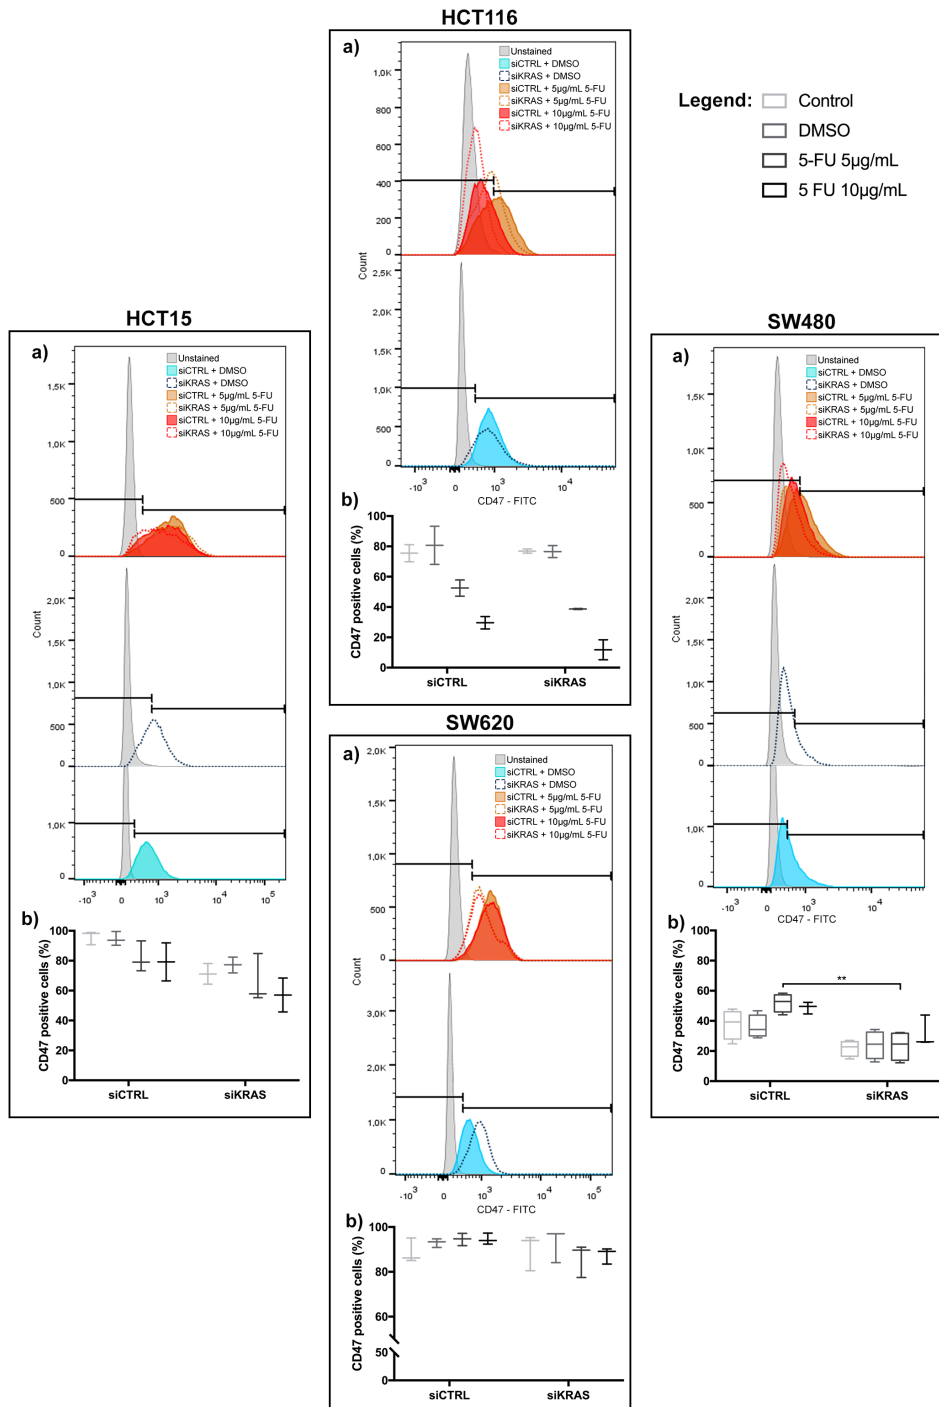 HCT116
a)
Unstained
siCTRL + DMSO
siKRAS + DMSO
siCTRL + 5µg/mL 5-FU
siKRAS + 5µg/mL 5-FU
siCTRL + 10µg/mL 5-FU
siKRAS + 10µg/mL 5-FU
1,0K
800
600
400
200
0
Count
2,5K
2,0K
1,5K
1,0K
500
0
-10³ 0 10³ 10⁴
CD47 - FITC
b)
CD47 positive cells (%)
100
80
60
40
20
0
siCTRL siKRAS
Legend:
Control
DMSO
5-FU 5µg/mL
5 FU 10µg/mL
HCT15
a)
Unstained
siCTRL + DMSO
siKRAS + DMSO
siCTRL + 5µg/mL 5-FU
siKRAS + 5µg/mL 5-FU
siCTRL + 10µg/mL 5-FU
siKRAS + 10µg/mL 5-FU
1,5K
1,0K
500
0
Count
2,0K
1,5K
1,0K
500
0
1,0K
0
-10³ 0 10³ 10⁴ 10⁵
CD47 - FITC
b)
CD47 positive cells (%)
100
80
60
40
20
0
siCTRL siKRAS
SW480
a)
Unstained
siCTRL + DMSO
siKRAS + DMSO
siCTRL + 5µg/mL 5-FU
siKRAS + 5µg/mL 5-FU
siCTRL + 10µg/mL 5-FU
siKRAS + 10µg/mL 5-FU
1,5K
1,0K
500
0
Count
2,0K
1,5K
1,0K
500
0
1,0K
0
-10³ 0 10³ 10⁴
CD47 - FITC
b)
CD47 positive cells (%)
100
80
60
40
20
0
**
siCTRL siKRAS
SW620
a)
Unstained
siCTRL + DMSO
siKRAS + DMSO
siCTRL + 5µg/mL 5-FU
siKRAS + 5µg/mL 5-FU
siCTRL + 10µg/mL 5-FU
siKRAS + 10µg/mL 5-FU
2,0K
1,5K
1,0K
500
0
Count
3,0K
2,0K
1,0K
0
-10³ 0 10³ 10⁴ 10⁵
CD47 - FITC
b)
CD47 positive cells (%)
100
80
60
50
0
siCTRL siKRAS